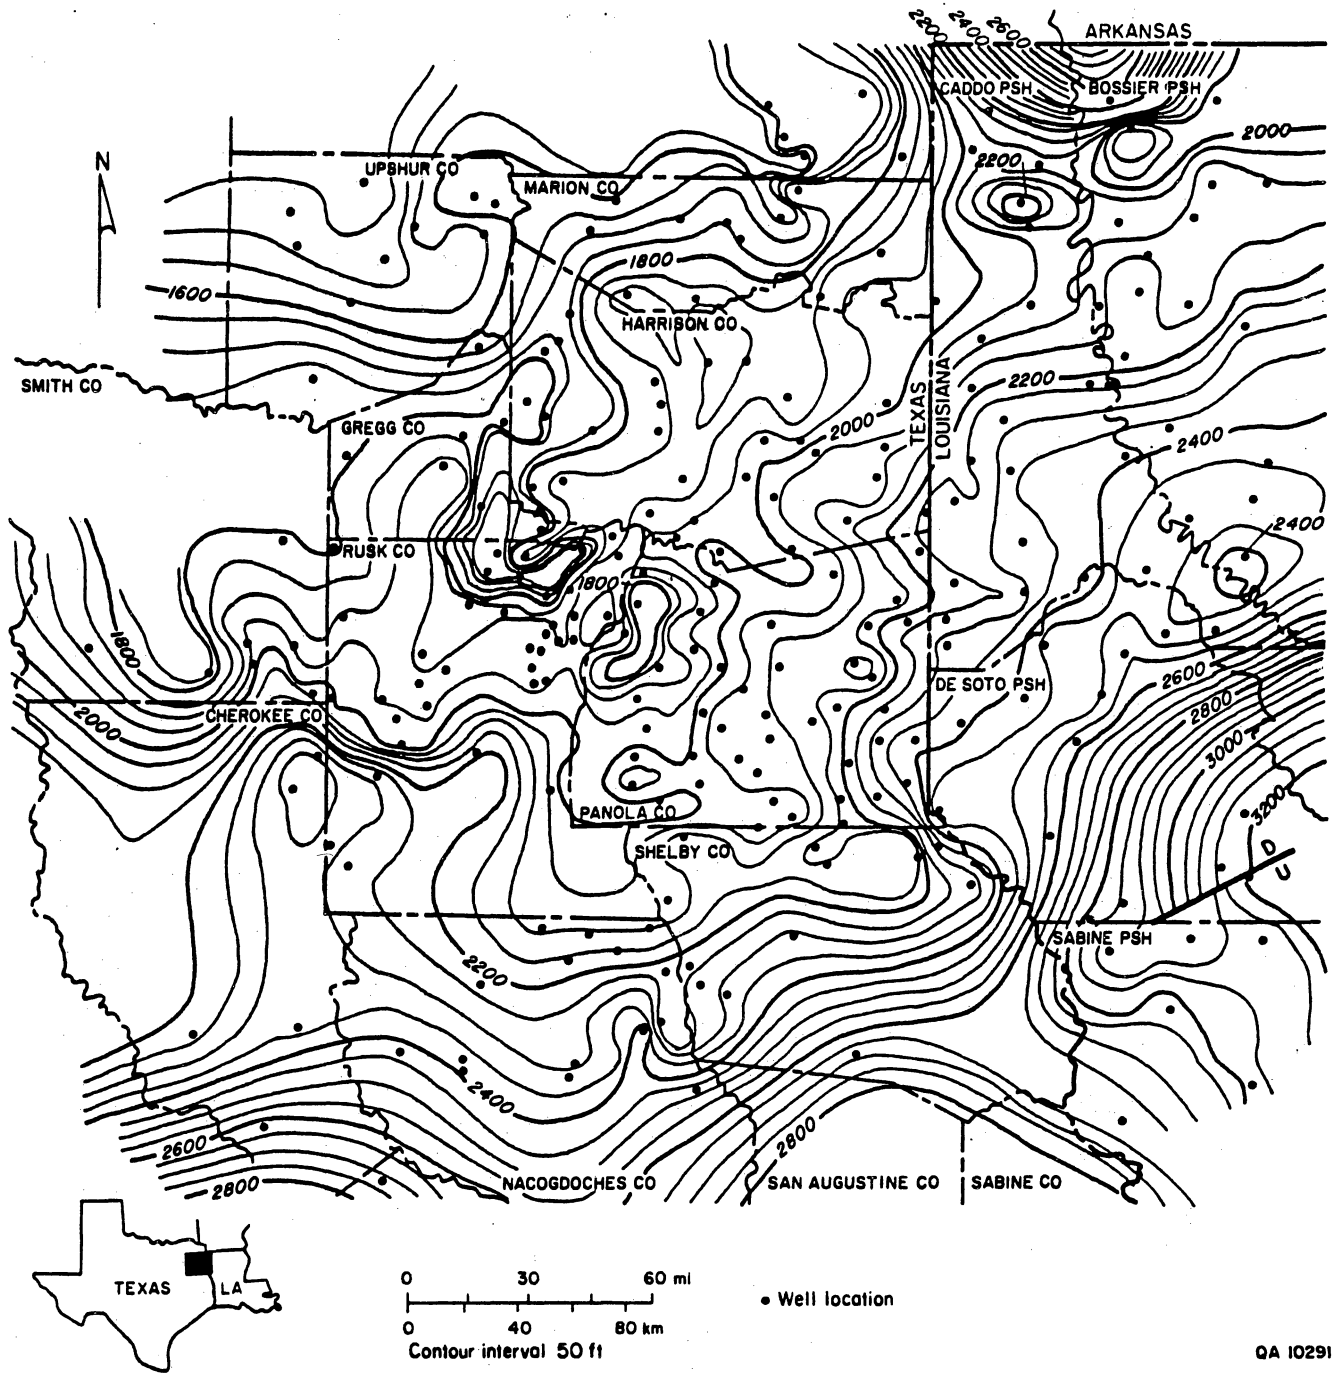 2200
2400
2600
ARKANSAS
CADDO PSH
BOSSIER PSH
2000
N
UPSHUR CO
MARION CO
2200
1800
1600
HARRISON CO
SMITH CO
TEXAS
LOUISIANA
2200
GREGG CO
2000
2400
2400
RUSK CO
1800
1800
2600
DE SOTO PSH
2800
2000
CHEROKEE CO
3000
3200
PANOLA CO
SHELBY CO
D
U
SABINE PSH
2200
2400
2600
2800
2800
NACOGDOCHES CO
SAN AUGUSTINE CO
SABINE CO
TEXAS
LA
0 30 60 mi
0 40 80 km
Contour interval 50 ft
Well location
QA 10291